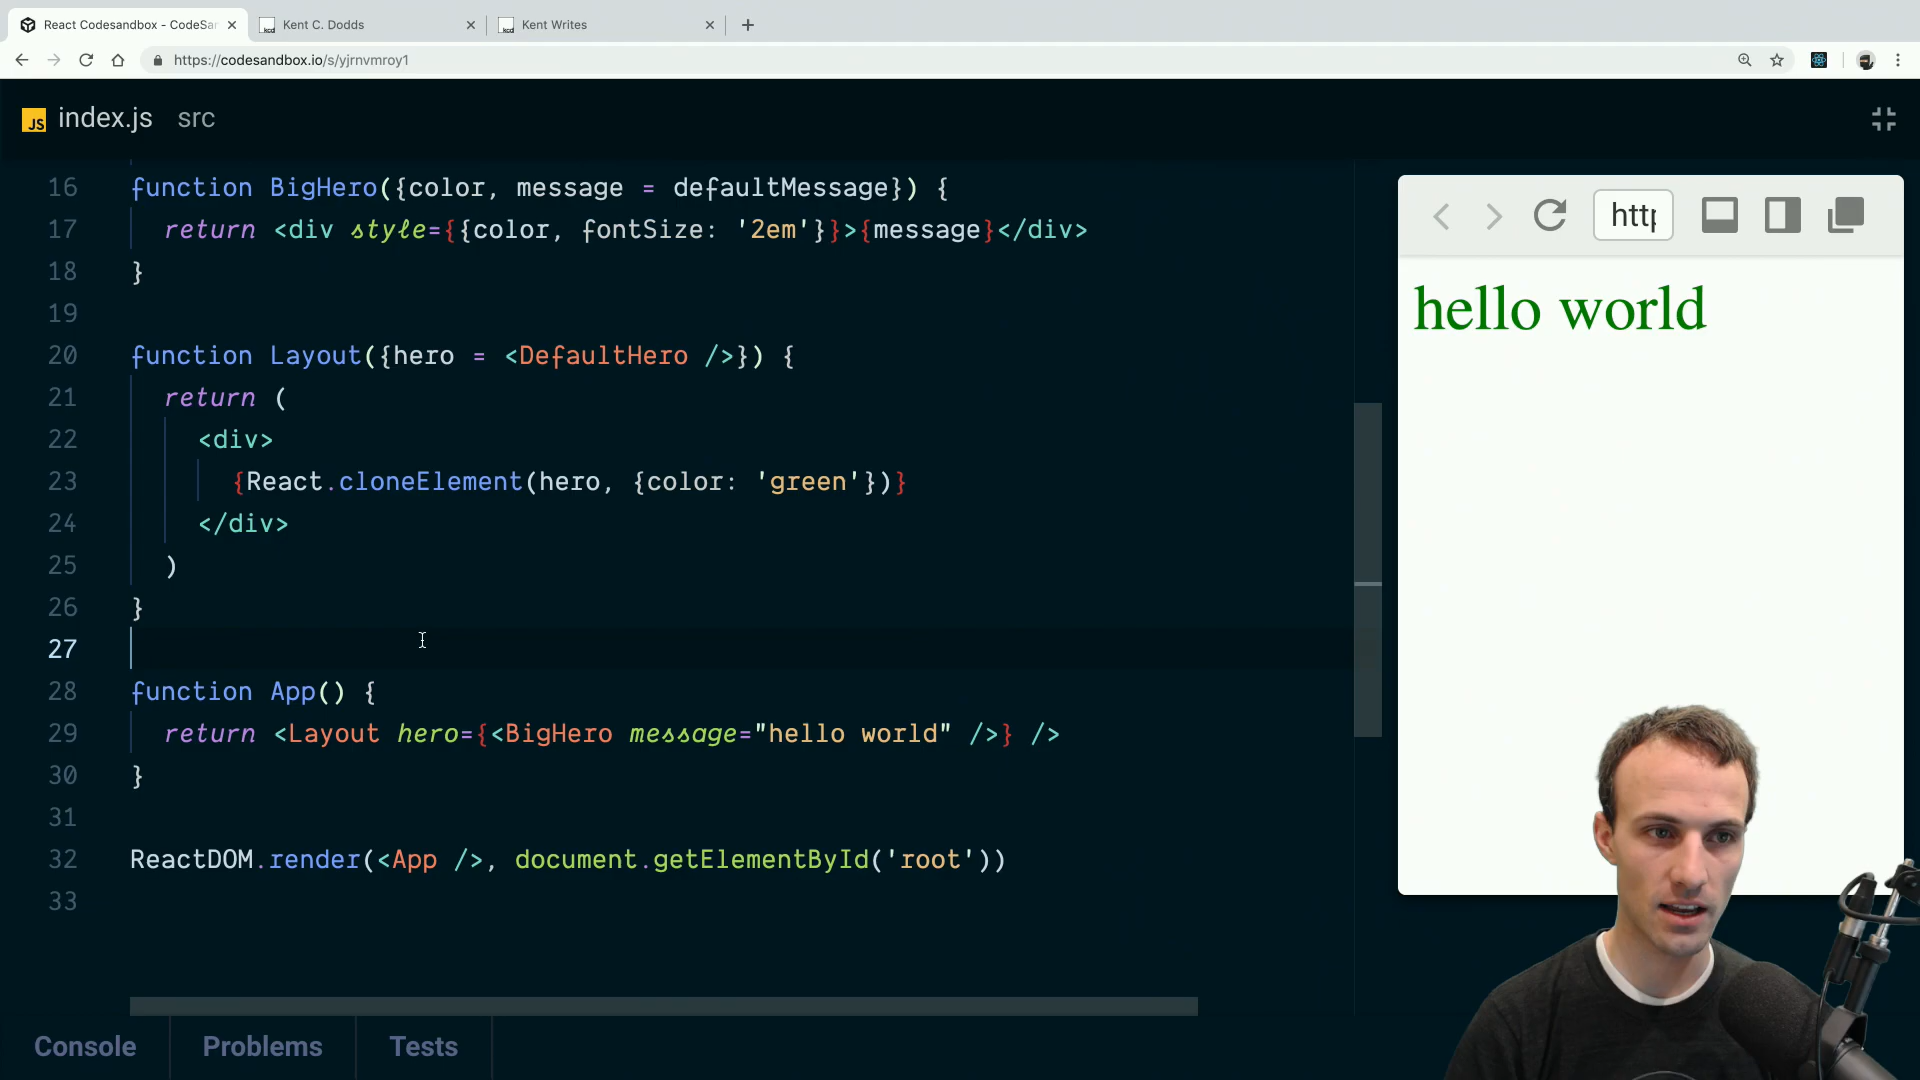 React Codesandbox - CodeSan
Kent C. Dodds
Kent Writes
https://codesandbox.io/s/yjrnvmroy1
JS index.js src
16 function BigHero({color, message = defaultMessage}) {
17 return <div style={{color, fontSize: '2em'}}>{message}</div>
18 }
19
20 function Layout({hero = <DefaultHero />}) {
21 return (
22 <div>
23 {React.cloneElement(hero, {color: 'green'})}
24 </div>
25 )
26 }
27
28 function App() {
29 return <Layout hero={<BigHero message="hello world" />} />
30 }
31
32 ReactDOM.render(<App />, document.getElementById('root'))
33
http
hello world
Console
Problems
Tests